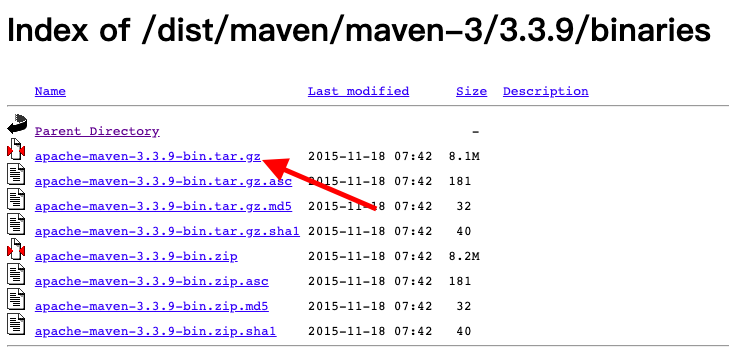 Index of /dist/maven/maven-3/3.3.9/binaries
Name Last modified Size Description
Parent Directory -
apache-maven-3.3.9-bin.tar.gz 2015-11-18 07:42 8.1M
apache-maven-3.3.9-bin.tar.gz.asc 2015-11-18 07:42 181
apache-maven-3.3.9-bin.tar.gz.md5 2015-11-18 07:42 32
apache-maven-3.3.9-bin.tar.gz.sha1 2015-11-18 07:42 40
apache-maven-3.3.9-bin.zip 2015-11-18 07:42 8.2M
apache-maven-3.3.9-bin.zip.asc 2015-11-18 07:42 181
apache-maven-3.3.9-bin.zip.md5 2015-11-18 07:42 32
apache-maven-3.3.9-bin.zip.sha1 2015-11-18 07:42 40